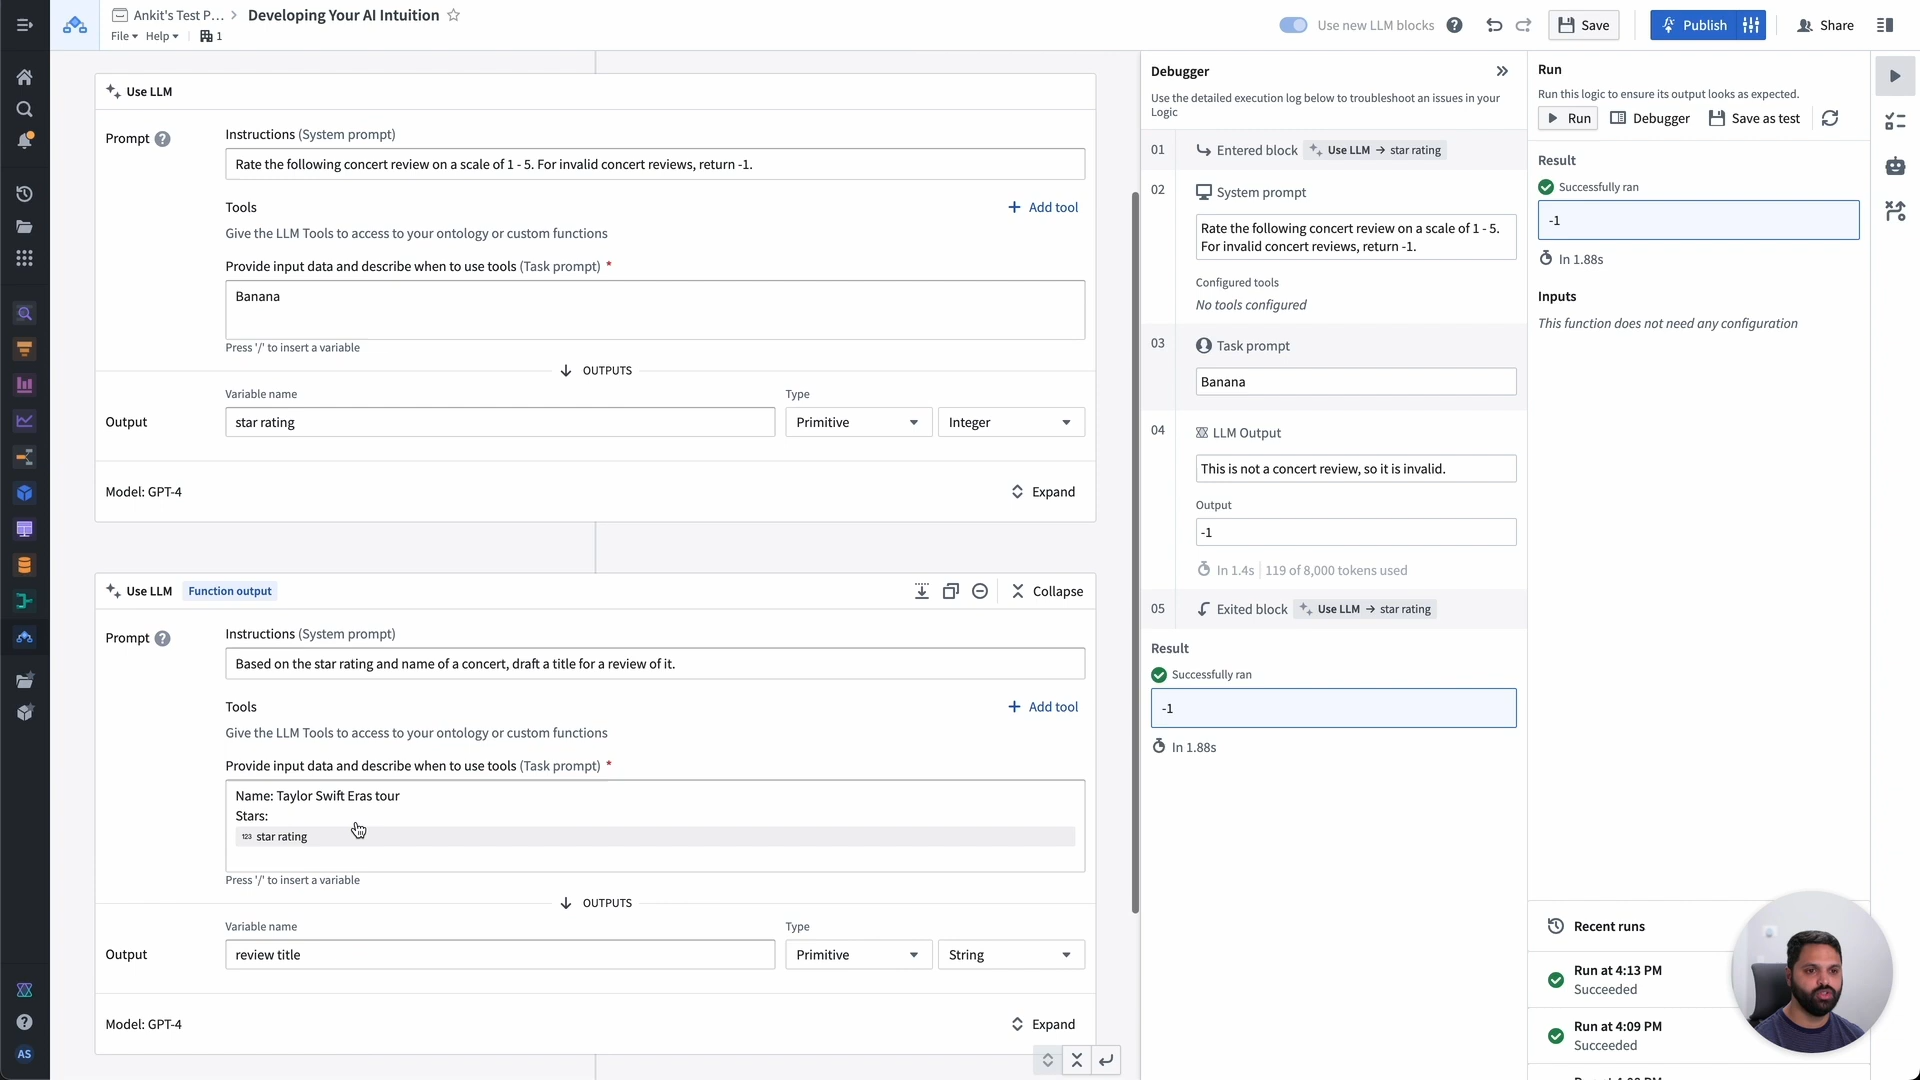 Ankit's Test P… > Developing Your AI Intuition
File Help 1
Use new LLM blocks
Save
Publish
Share
Use LLM
Prompt
Instructions (System prompt)
Rate the following concert review on a scale of 1 - 5. For invalid concert reviews, return -1.
Tools
+ Add tool
Give the LLM Tools to access to your ontology or custom functions
Provide input data and describe when to use tools (Task prompt) *
Banana
Press '/' to insert a variable
OUTPUTS
Variable name
Type
Output
star rating
Primitive
Integer
Model: GPT-4
Expand
Use LLM
Function output
Collapse
Prompt
Instructions (System prompt)
Based on the star rating and name of a concert, draft a title for a review of it.
Tools
+ Add tool
Give the LLM Tools to access to your ontology or custom functions
Provide input data and describe when to use tools (Task prompt) *
Name: Taylor Swift Eras tour
Stars:
123 star rating
Press '/' to insert a variable
OUTPUTS
Variable name
Type
Output
review title
Primitive
String
Model: GPT-4
Expand
AS
Debugger
Use the detailed execution log below to troubleshoot an issues in your
Logic
01 Entered block Use LLM → star rating
02 System prompt
Rate the following concert review on a scale of 1 - 5.
For invalid concert reviews, return -1.
Configured tools
No tools configured
03 Task prompt
Banana
04 LLM Output
This is not a concert review, so it is invalid.
Output
-1
In 1.4s | 119 of 8,000 tokens used
05 Exited block Use LLM → star rating
Result
Successfully ran
-1
In 1.88s
Run
Run this logic to ensure its output looks as expected.
Run
Debugger
Save as test
Result
Successfully ran
-1
In 1.88s
Inputs
This function does not need any configuration
Recent runs
Run at 4:13 PM
Succeeded
Run at 4:09 PM
Succeeded